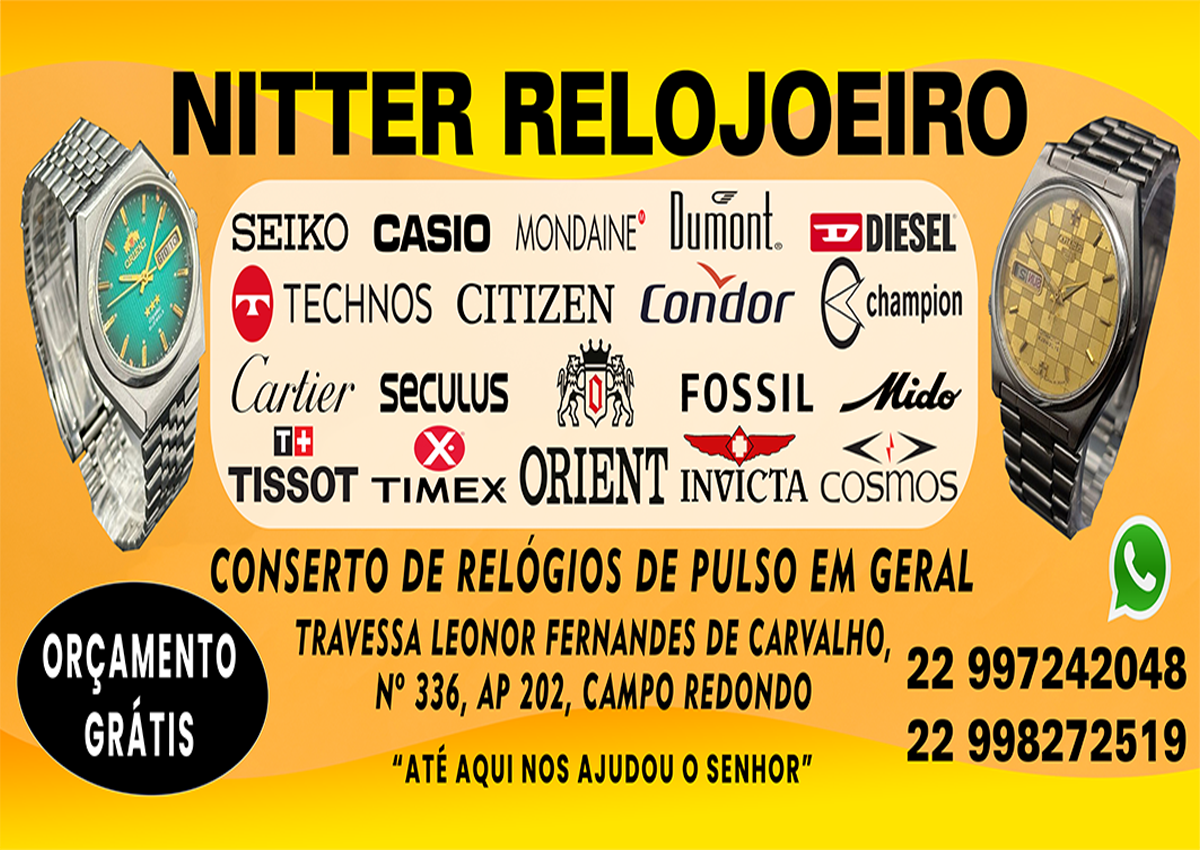 NITTER RELOJOEIRO
SEIKO CASIO MONDAINE Dumont DIESEL
TECHNOS CITIZEN Condor champion
Cartier SECULUS FOSSIL Mido
TISSOT TIMEX ORIENT INVICTA COSMOS
ORIENT
CONSERTO DE RELÓGIOS DE PULSO EM GERAL
TRAVESSA LEONOR FERNANDES DE CARVALHO,
Nº 336, AP 202, CAMPO REDONDO
"ATÉ AQUI NOS AJUDOU O SENHOR"
ORÇAMENTO
GRÁTIS
22 997242048
22 998272519